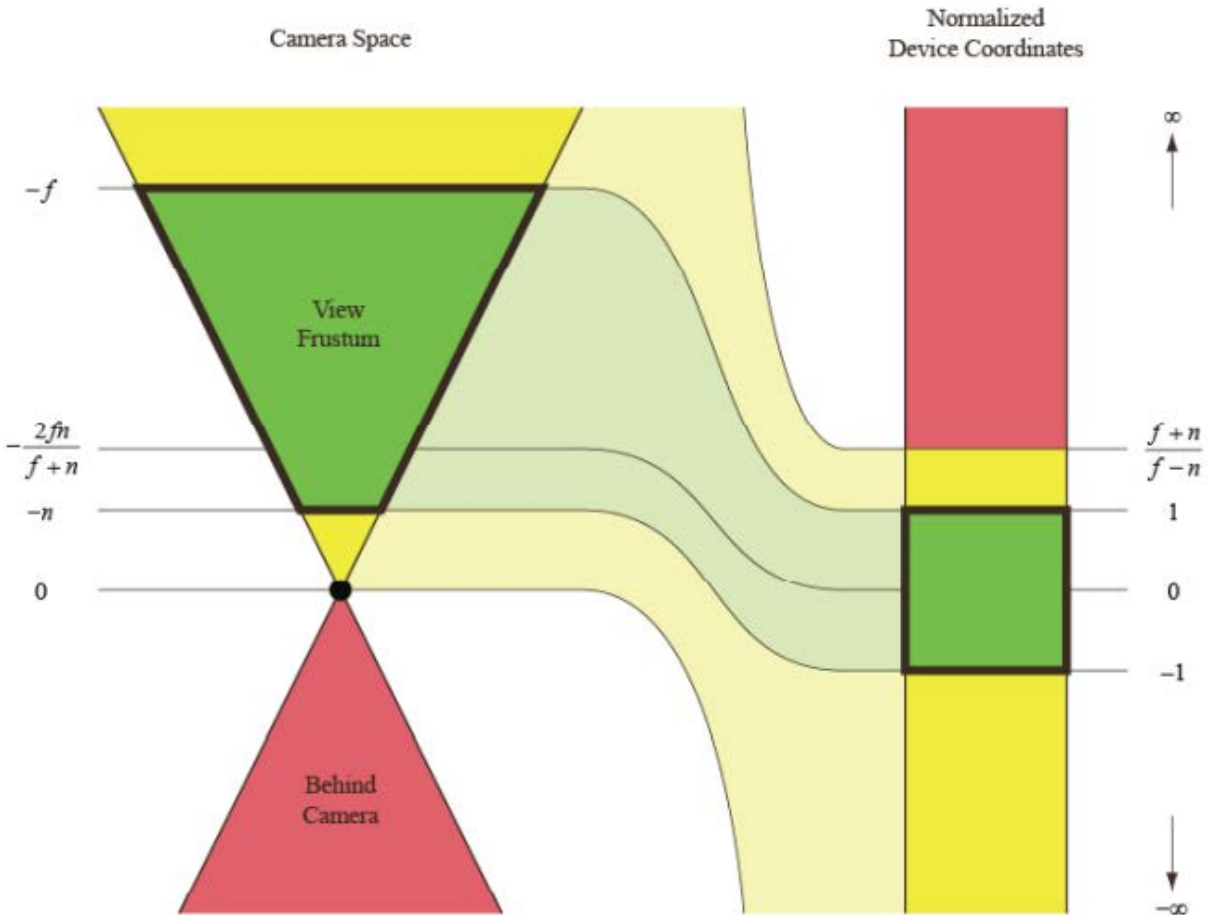 Camera Space
Normalized
Device Coordinates
∞
−f
View
Frustum
−2fn/(f+n)
(f+n)/(f−n)
−n
1
0
0
−1
Behind
Camera
−∞